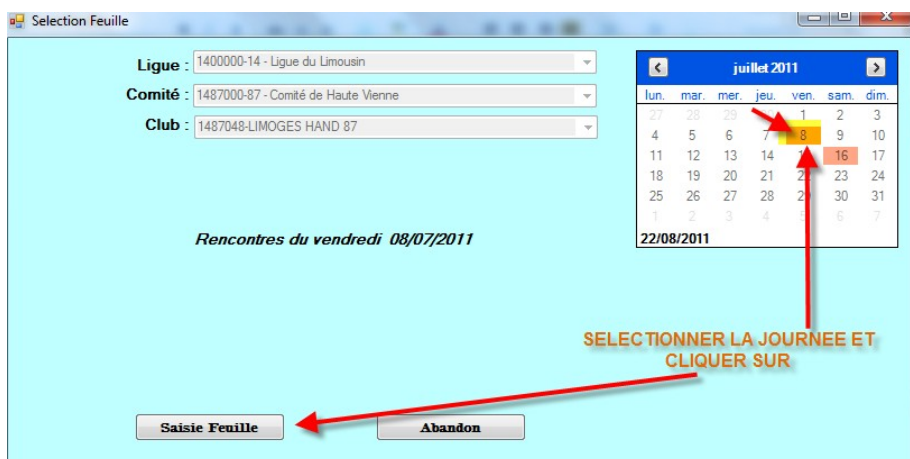 Selection Feuille
Ligue : 1400000-14 - Ligue du Limousin
Comité : 1487000-87 - Comité de Haute Vienne
Club : 1487048-LIMOGES HAND 87
juillet 2011
lun. mar. mer. jeu. ven. sam. dim.
27 28 29 1 2 3
4 5 6 7 8 9 10
11 12 13 14 16 17
18 19 20 21 22 23 24
25 26 27 28 29 30 31
1 2 3 4 5 6 7
22/08/2011
Rencontres du vendredi 08/07/2011
SELECTIONNER LA JOURNEE ET
CLIQUER SUR
Saisie Feuille Abandon